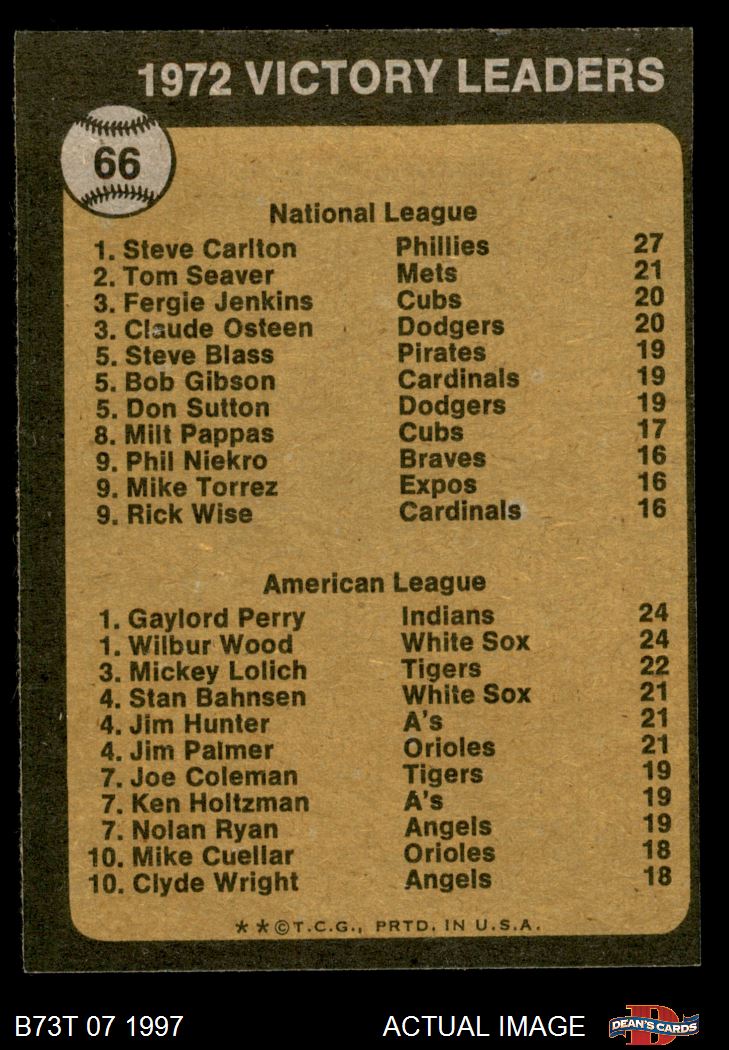 1972 VICTORY LEADERS
66
National League
1. Steve Carlton Phillies 27
2. Tom Seaver Mets 21
3. Fergie Jenkins Cubs 20
3. Claude Osteen Dodgers 20
5. Steve Blass Pirates 19
5. Bob Gibson Cardinals 19
5. Don Sutton Dodgers 19
8. Milt Pappas Cubs 17
9. Phil Niekro Braves 16
9. Mike Torrez Expos 16
9. Rick Wise Cardinals 16
American League
1. Gaylord Perry Indians 24
1. Wilbur Wood White Sox 24
3. Mickey Lolich Tigers 22
4. Stan Bahnsen White Sox 21
4. Jim Hunter A's 21
4. Jim Palmer Orioles 21
7. Joe Coleman Tigers 19
7. Ken Holtzman A's 19
7. Nolan Ryan Angels 19
10. Mike Cuellar Orioles 18
10. Clyde Wright Angels 18
* * ©T.C.G., PRTD. IN U.S.A.
B73T 07 1997 ACTUAL IMAGE
D
DEAN'S CARDS